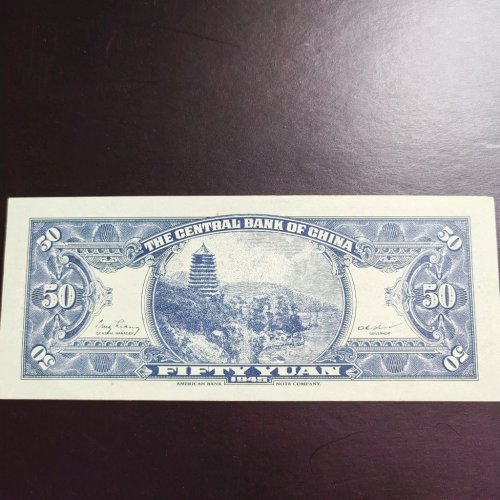 THE CENTRAL BANK OF CHINA
50 50
50 50
GENERAL MANAGER GOVERNOR
50 50
FIFTY YUAN
1945
AMERICAN BANK NOTE COMPANY.